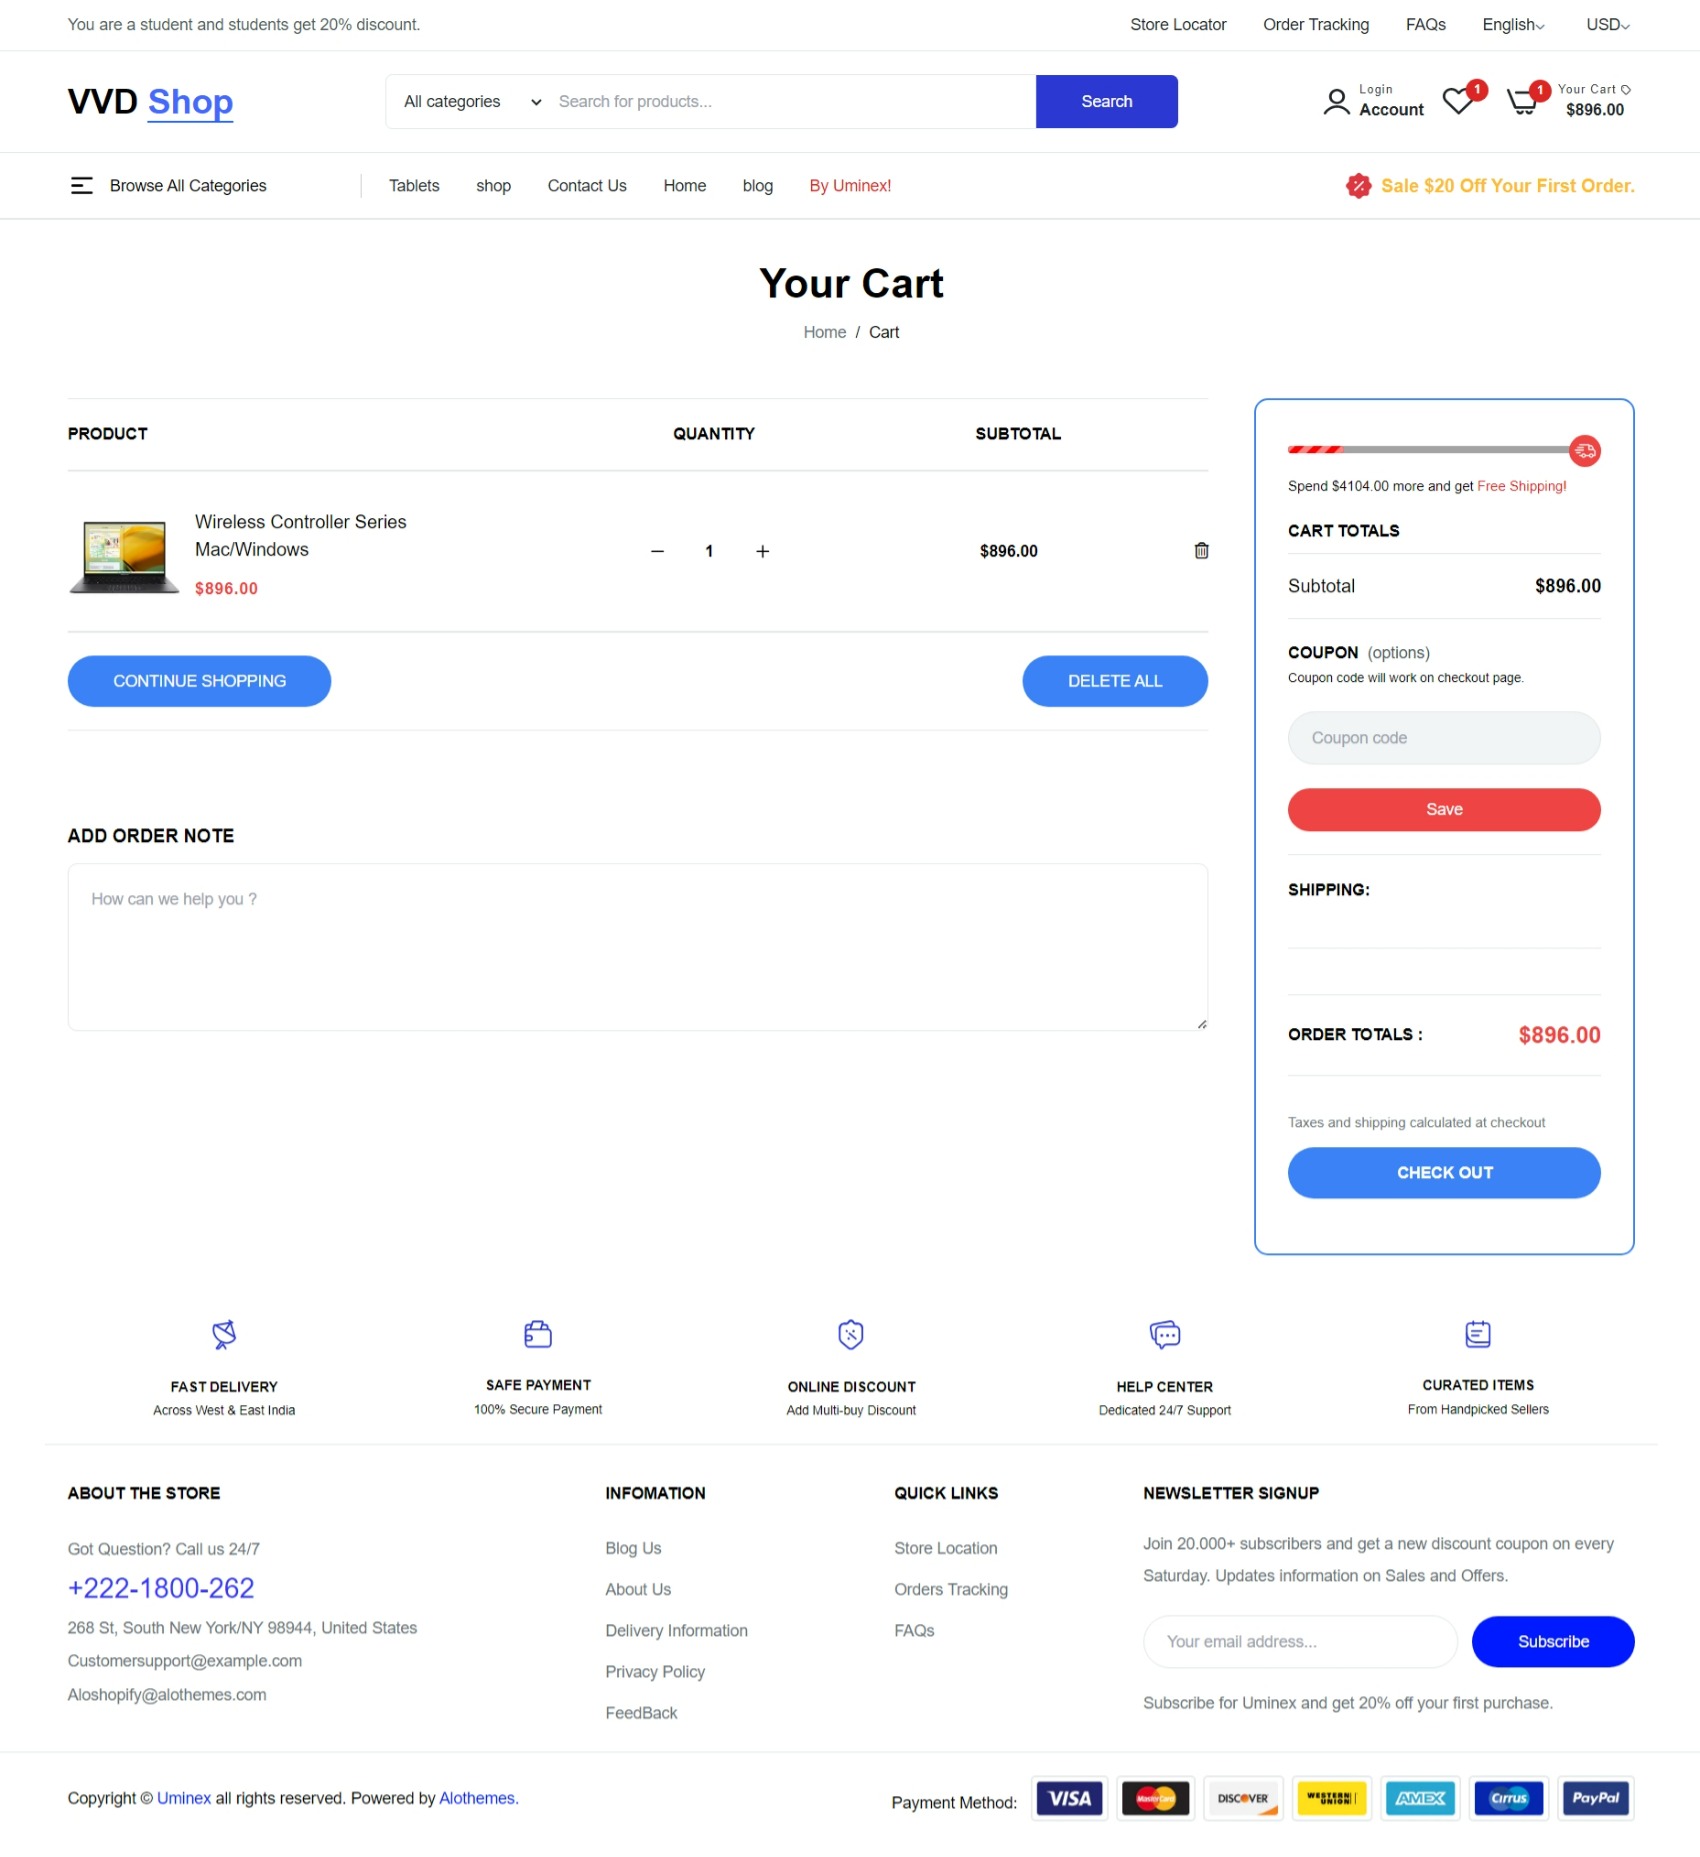 You are a student and students get 20% discount.
Store Locator
Order Tracking
FAQs
English
USD
VVD Shop
All categories
Search for products...
Search
Login
Account
1
1
Your Cart
$896.00
Browse All Categories
Tablets
shop
Contact Us
Home
blog
By Uminex!
Sale $20 Off Your First Order.
Your Cart
Home / Cart
PRODUCT
QUANTITY
SUBTOTAL
Wireless Controller Series
Mac/Windows
$896.00
− 1 +
$896.00
CONTINUE SHOPPING
DELETE ALL
ADD ORDER NOTE
How can we help you ?
Spend $4104.00 more and get Free Shipping!
CART TOTALS
Subtotal $896.00
COUPON (options)
Coupon code will work on checkout page.
Coupon code
Save
SHIPPING:
ORDER TOTALS : $896.00
Taxes and shipping calculated at checkout
CHECK OUT
FAST DELIVERY
Across West & East India
SAFE PAYMENT
100% Secure Payment
ONLINE DISCOUNT
Add Multi-buy Discount
HELP CENTER
Dedicated 24/7 Support
CURATED ITEMS
From Handpicked Sellers
ABOUT THE STORE
Got Question? Call us 24/7
+222-1800-262
268 St, South New York/NY 98944, United States
Customersupport@example.com
Aloshopify@alothemes.com
INFOMATION
Blog Us
About Us
Delivery Information
Privacy Policy
FeedBack
QUICK LINKS
Store Location
Orders Tracking
FAQs
NEWSLETTER SIGNUP
Join 20.000+ subscribers and get a new discount coupon on every
Saturday. Updates information on Sales and Offers.
Your email address...
Subscribe
Subscribe for Uminex and get 20% off your first purchase.
Copyright © Uminex all rights reserved. Powered by Alothemes.
Payment Method:
VISA
MasterCard
DISCOVER
WESTERN
UNION
AMEX
Cirrus
PayPal